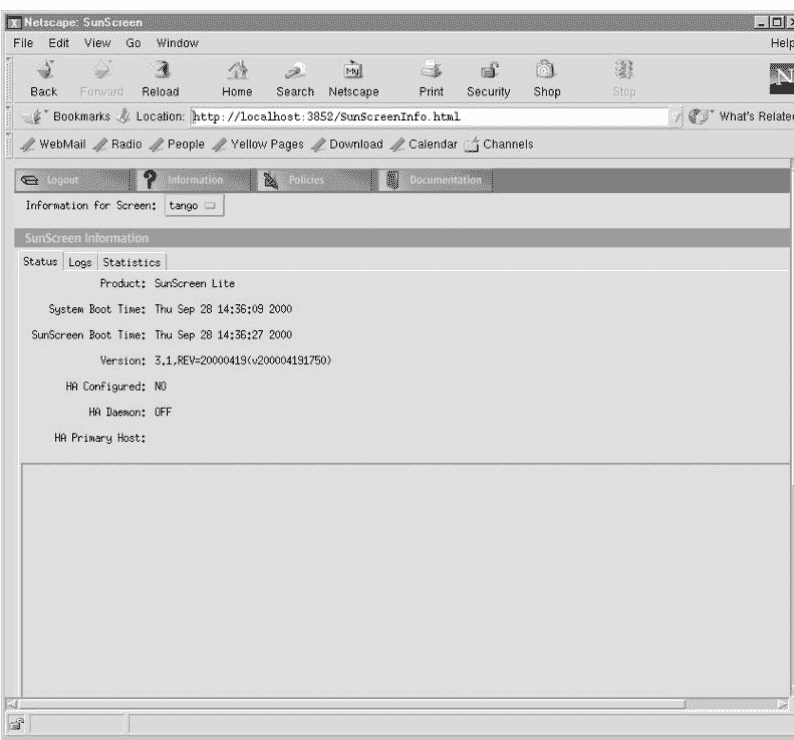 Netscape: SunScreen
File Edit View Go Window Help
Back Forward Reload Home Search Netscape Print Security Shop Stop
My
N
Bookmarks Location: http://localhost:3852/SunScreenInfo.html What's Relate
WebMail Radio People Yellow Pages Download Calendar Channels
Logout Information Policies Documentation
Information for Screen: tango
SunScreen Information
Status Logs Statistics
Product: SunScreen Lite
System Boot Time: Thu Sep 28 14:36:09 2000
SunScreen Boot Time: Thu Sep 28 14:36:27 2000
Version: 3.1,REV=20000419(v200004191750)
HA Configured: NO
HA Daemon: OFF
HA Primary Host: